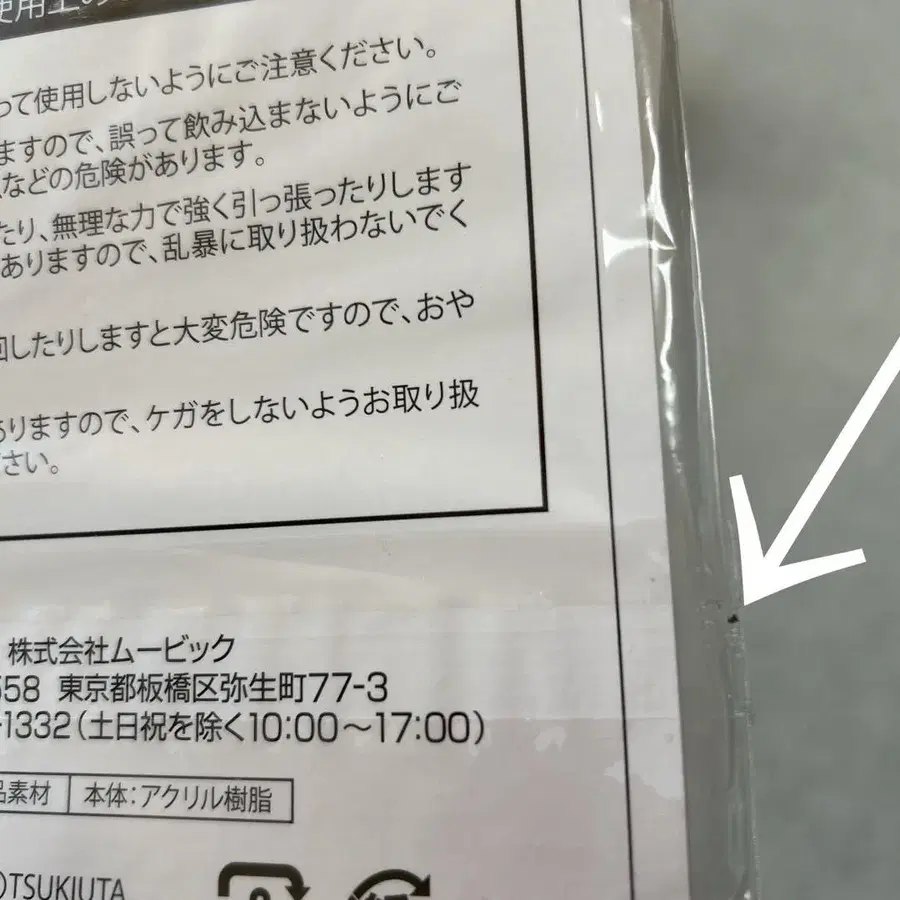 使用上の
って使用しないようにご注意ください。
ますので、誤って飲み込まないようにご
などの危険があります。
たり、無理な力で強く引っ張ったりします
ありますので、乱暴に取り扱わないでく
回したりしますと大変危険ですので、おや
ありますので、ケガをしないようお取り扱
ださい。
株式会社ムービック
558 東京都板橋区弥生町77-3
-1332(土日祝を除く10:00〜17:00)
品素材 本体:アクリル樹脂
TSUKIUTA